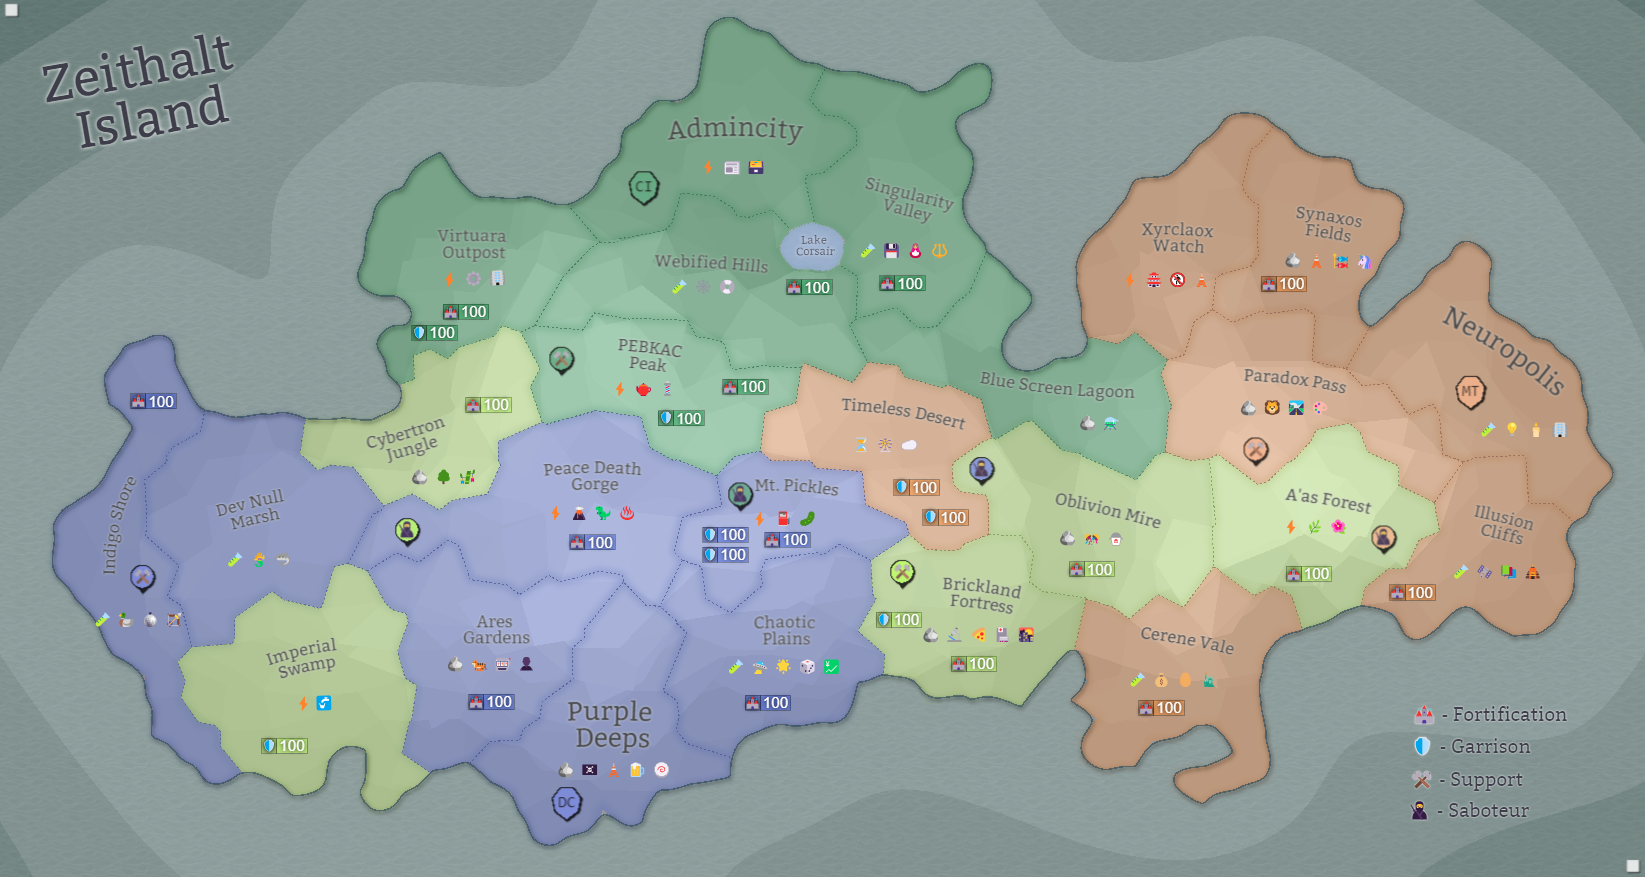 Zeithalt
Island
Admincity
CI
Singularity
Valley
Virtuara
Outpost
100
100
Webified Hills
Lake
Corsair
100
100
Xyrclaox
Watch
Synaxos
Fields
100
Neuropolis
MT
PEBKAC
Peak
100
100
Blue Screen Lagoon
Paradox Pass
100
100
Cybertron
Jungle
Timeless Desert
100
100
Indigo Shore
Dev Null
Marsh
Peace Death
Gorge
100
Mt. Pickles
100
100
100
Oblivion Mire
100
A'as Forest
100
Illusion
Cliffs
100
Brickland
Fortress
100
100
Imperial
Swamp
100
Ares
Gardens
100
Chaotic
Plains
100
Cerene Vale
100
Purple
Deeps
DC
- Fortification
- Garrison
- Support
- Saboteur